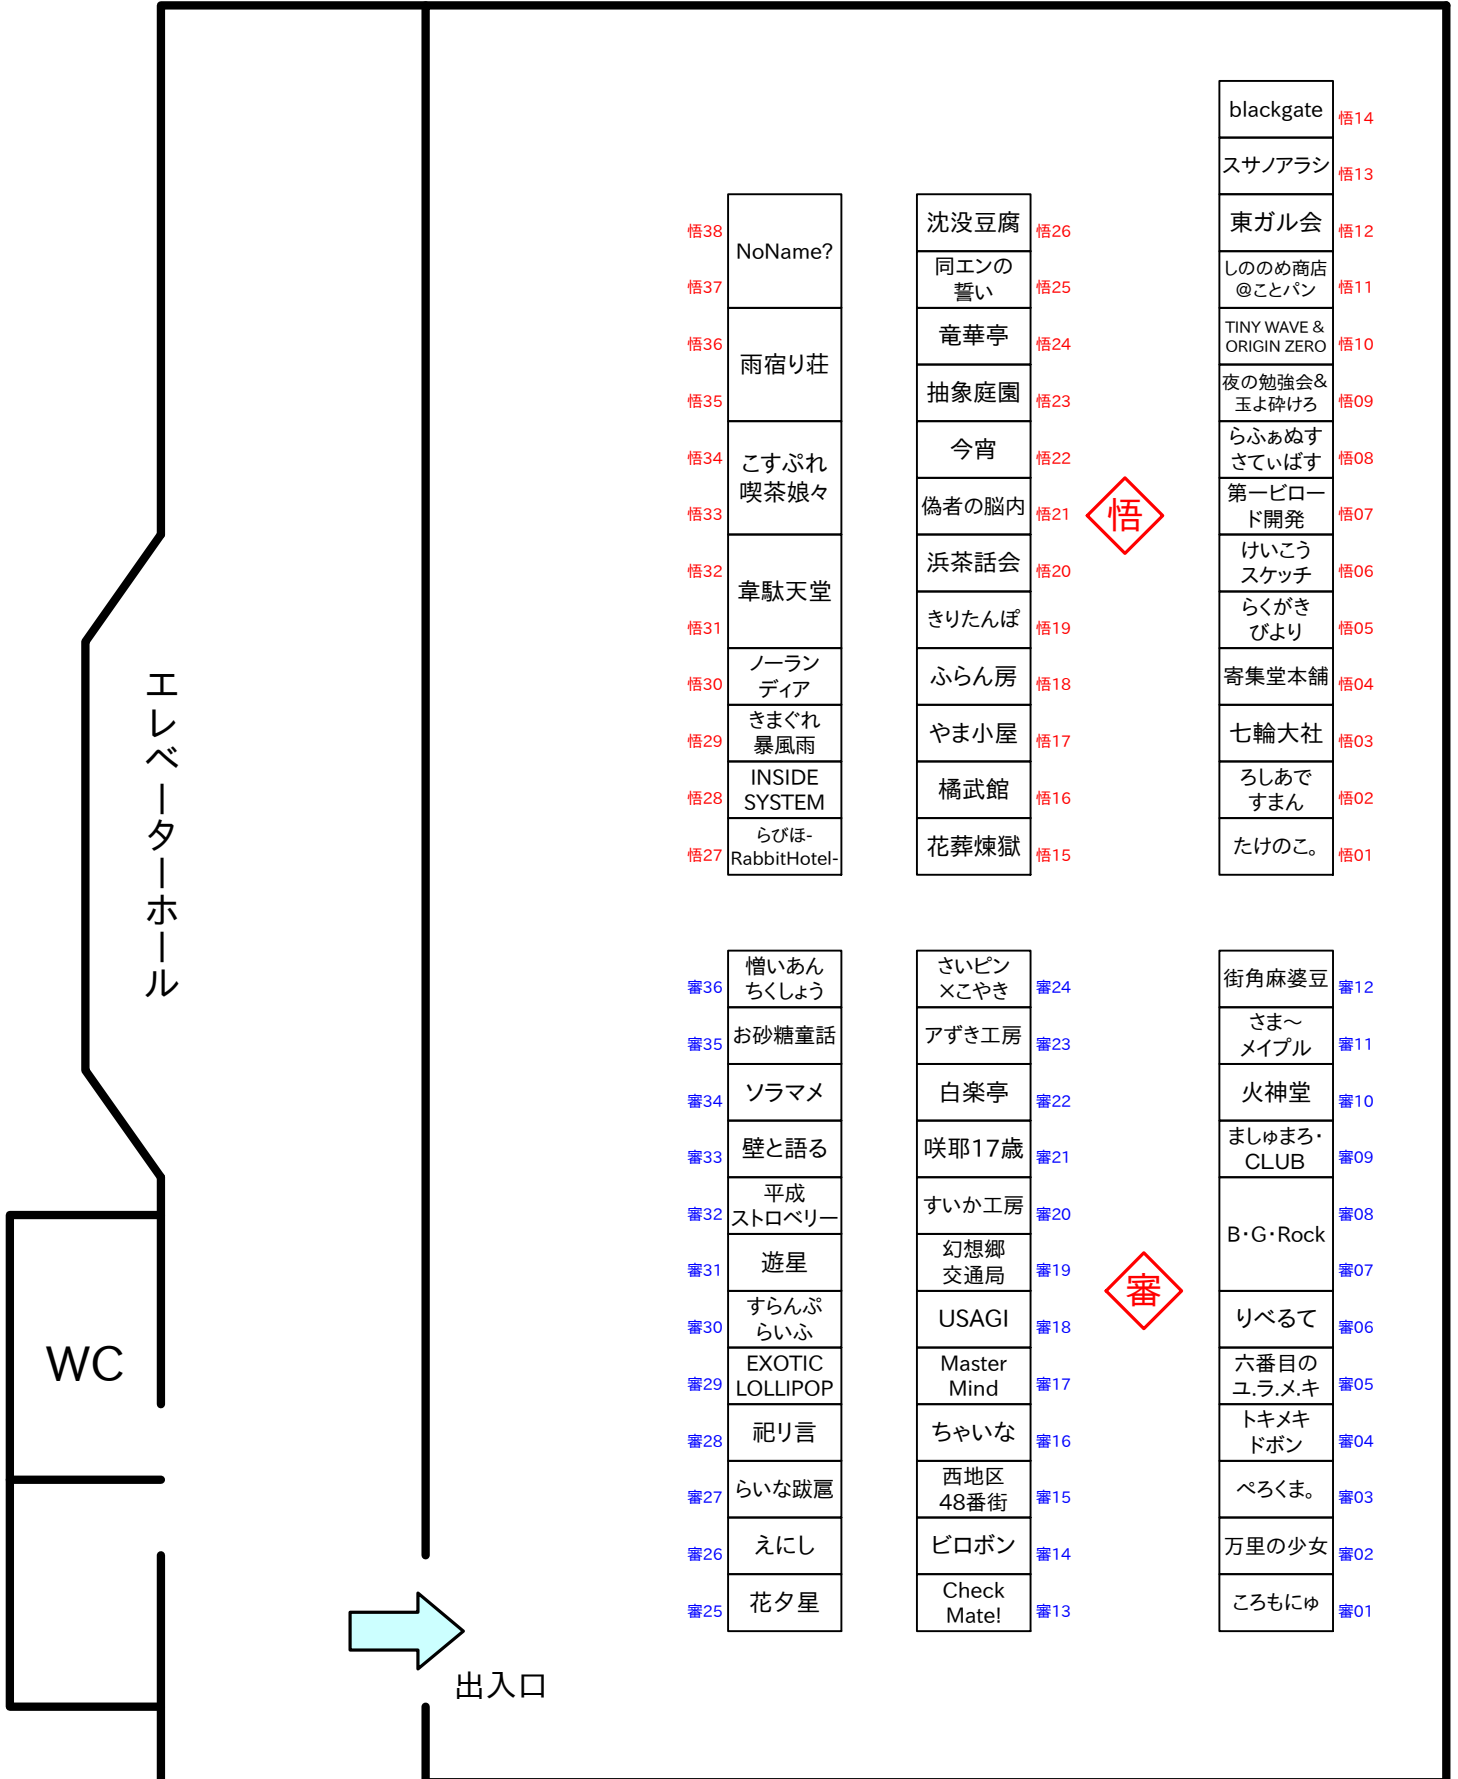 blackgate
悟14
スサノアラシ
悟13
東ガル会
悟12
しののめ商店
@ことパン
悟11
TINY WAVE &
ORIGIN ZERO
悟10
夜の勉強会&
玉よ砕けろ
悟09
らふぁぬす
さてぃばす
悟08
第一ビロー
ド開発
悟07
けいこう
スケッチ
悟06
らくがき
びより
悟05
寄集堂本舗
悟04
七輪大社
悟03
ろしあで
すまん
悟02
たけのこ。
悟01
沈没豆腐
悟26
同エンの
誓い
悟25
竜華亭
悟24
抽象庭園
悟23
今宵
悟22
偽者の脳内
悟21
浜茶話会
悟20
きりたんぽ
悟19
ふらん房
悟18
やま小屋
悟17
橘武館
悟16
花葬煉獄
悟15
悟
悟38
NoName?
悟37
悟36
雨宿り荘
悟35
悟34
こすぷれ
喫茶娘々
悟33
悟32
韋駄天堂
悟31
悟30
ノーラン
ディア
悟29
きまぐれ
暴風雨
悟28
INSIDE
SYSTEM
悟27
らびほ-
RabbitHotel-
エレベーターホール
審36
憎いあん
ちくしょう
審35
お砂糖童話
審34
ソラマメ
審33
壁と語る
審32
平成
ストロベリー
審31
遊星
審30
すらんぷ
らいふ
審29
EXOTIC
LOLLIPOP
審28
祀リ言
審27
らいな跋扈
審26
えにし
審25
花夕星
さいピン
×こやき
審24
アずき工房
審23
白楽亭
審22
咲耶17歳
審21
すいか工房
審20
幻想郷
交通局
審19
USAGI
審18
Master
Mind
審17
ちゃいな
審16
西地区
48番街
審15
ビロボン
審14
Check
Mate!
審13
審
街角麻婆豆
審12
さま～
メイプル
審11
火神堂
審10
ましゅまろ・
CLUB
審09
審08
B・G・Rock
審07
りべるて
審06
六番目の
ユ.ラ.メ.キ
審05
トキメキ
ドボン
審04
ぺろくま。
審03
万里の少女
審02
ころもにゅ
審01
WC
出入口